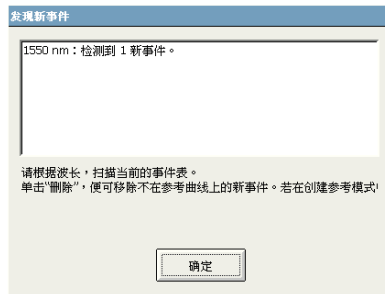 发现新事件
1550 nm：检测到 1 新事件。
请根据波长，扫描当前的事件表。
单击“删除”，便可移除不在参考曲线上的新事件。若在创建参考模式
确定